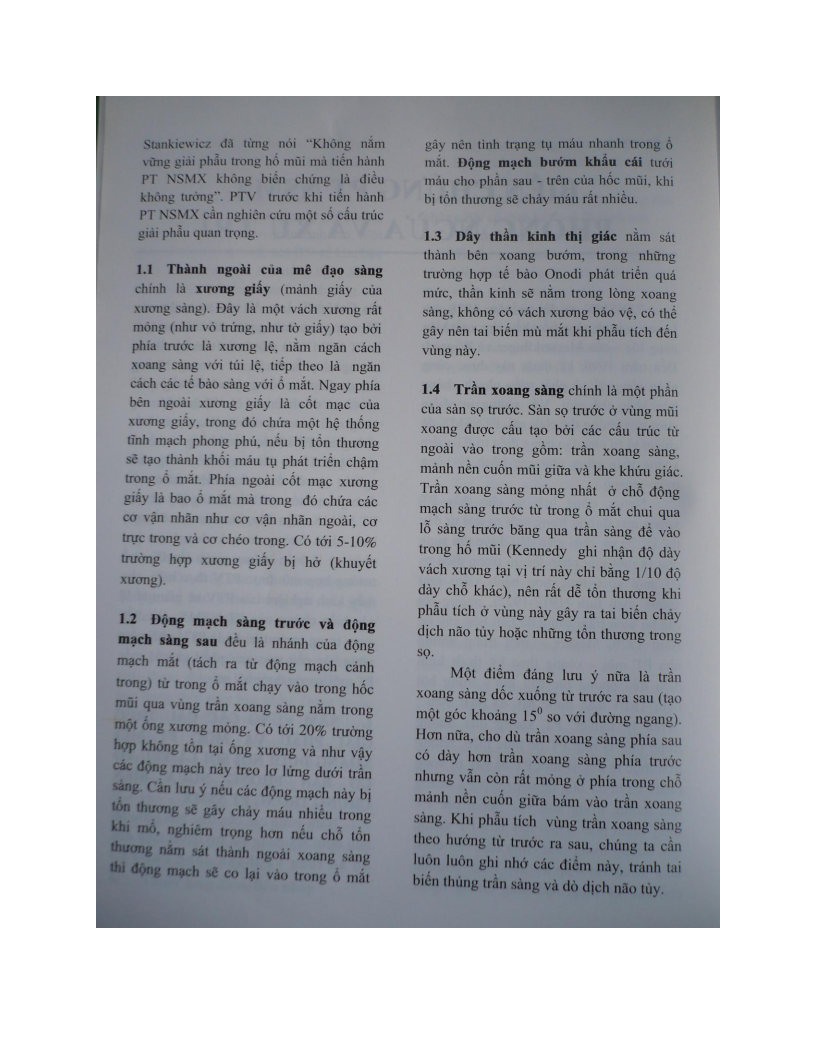 Stankiewicz đã từng nói “Không nắm
vững giải phẫu trong hố mũi mà tiến hành
PT NSMX không biến chứng là điều
không tưởng”. PTV trước khi tiến hành
PT NSMX cần nghiên cứu một số cấu trúc
giải phẫu quan trọng.
1.1 Thành ngoài của mê đạo sàng
chính là xương giấy (mảnh giấy của
xương sàng). Đây là một vách xương rất
mỏng (như vỏ trứng, như tờ giấy) tạo bởi
phía trước là xương lệ, nằm ngăn cách
xoang sàng với túi lệ, tiếp theo là ngăn
cách các tế bào sàng với ổ mắt. Ngay phía
bên ngoài xương giấy là cốt mạc của
xương giấy, trong đó chứa một hệ thống
tĩnh mạch phong phú, nếu bị tổn thương
sẽ tạo thành khối máu tụ phát triển chậm
trong ổ mắt. Phía ngoài cốt mạc xương
giấy là bao ổ mắt mà trong đó chứa các
cơ vận nhãn như cơ vận nhãn ngoài, cơ
trực trong và cơ chéo trong. Có tới 5-10%
trường hợp xương giấy bị hở (khuyết
xương).
1.2 Động mạch sàng trước và động
mạch sàng sau đều là nhánh của động
mạch mắt (tách ra từ động mạch cảnh
trong) từ trong ổ mắt chạy vào trong hốc
mũi qua vùng trần xoang sàng nằm trong
một ống xương mỏng. Có tới 20% trường
hợp không tồn tại ống xương và như vậy
các động mạch này treo lơ lửng dưới trần
sàng. Cần lưu ý nếu các động mạch này bị
tổn thương sẽ gây chảy máu nhiều trong
khi mổ, nghiêm trọng hơn nếu chỗ tổn
thương nằm sát thành ngoài xoang sàng
thì động mạch sẽ co lại vào trong ổ mắt
gây nên tình trạng tụ máu nhanh trong ổ
mắt. Động mạch bướm khẩu cái tưới
máu cho phần sau - trên của hốc mũi, khi
bị tổn thương sẽ chảy máu rất nhiều.
1.3 Dây thần kinh thị giác nằm sát
thành bên xoang bướm, trong những
trường hợp tế bào Onodi phát triển quá
mức, thần kinh sẽ nằm trong lòng xoang
sàng, không có vách xương bảo vệ, có thể
gây nên tai biến mù mắt khi phẫu tích đến
vùng này.
1.4 Trần xoang sàng chính là một phần
của sàn sọ trước. Sàn sọ trước ở vùng mũi
xoang được cấu tạo bởi các cấu trúc từ
ngoài vào trong gồm: trần xoang sàng,
mảnh nền cuốn mũi giữa và khe khứu giác.
Trần xoang sàng mỏng nhất ở chỗ động
mạch sàng trước từ trong ổ mắt chui qua
lỗ sàng trước băng qua trần sàng để vào
trong hố mũi (Kennedy ghi nhận độ dày
vách xương tại vị trí này chỉ bằng 1/10 độ
dày chỗ khác), nên rất dễ tổn thương khi
phẫu tích ở vùng này gây ra tai biến chảy
dịch não tủy hoặc những tổn thương trong
sọ.
Một điểm đáng lưu ý nữa là trần
xoang sàng dốc xuống từ trước ra sau (tạo
một góc khoảng 15⁰ so với đường ngang).
Hơn nữa, cho dù trần xoang sàng phía sau
có dày hơn trần xoang sàng phía trước
nhưng vẫn còn rất mỏng ở phía trong chỗ
mảnh nền cuốn giữa bám vào trần xoang
sàng. Khi phẫu tích vùng trần xoang sàng
theo hướng từ trước ra sau, chúng ta cần
luôn luôn ghi nhớ các điểm này, tránh tai
biến thủng trần sàng và dò dịch não tủy.